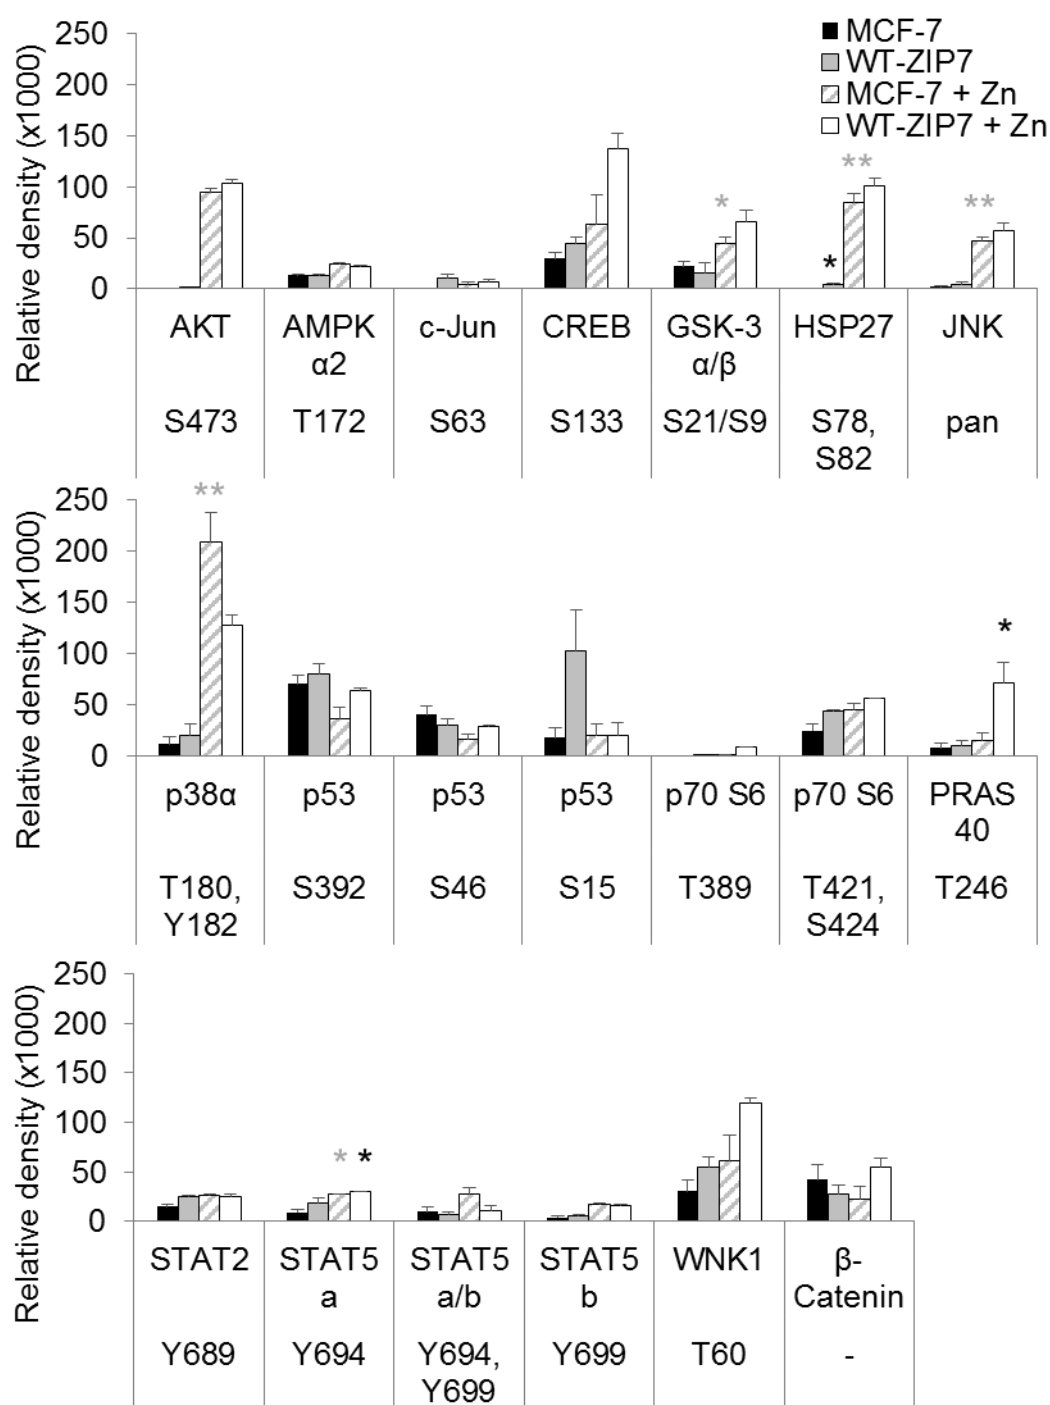 250
200
150
100
50
0
Relative density (x1000)
MCF-7
WT-ZIP7
MCF-7 + Zn
WT-ZIP7 + Zn
*
*
**
**
AKT
AMPK
α2
c-Jun
CREB
GSK-3
α/β
HSP27
JNK
S473
T172
S63
S133
S21/S9
S78,
S82
pan
250
200
150
100
50
0
Relative density (x1000)
**
*
p38α
p53
p53
p53
p70 S6
p70 S6
PRAS
40
T180,
Y182
S392
S46
S15
T389
T421,
S424
T246
250
200
150
100
50
0
Relative density (x1000)
* *
STAT2
STAT5
a
STAT5
a/b
STAT5
b
WNK1
β-
Catenin
Y689
Y694
Y694,
Y699
Y699
T60
-